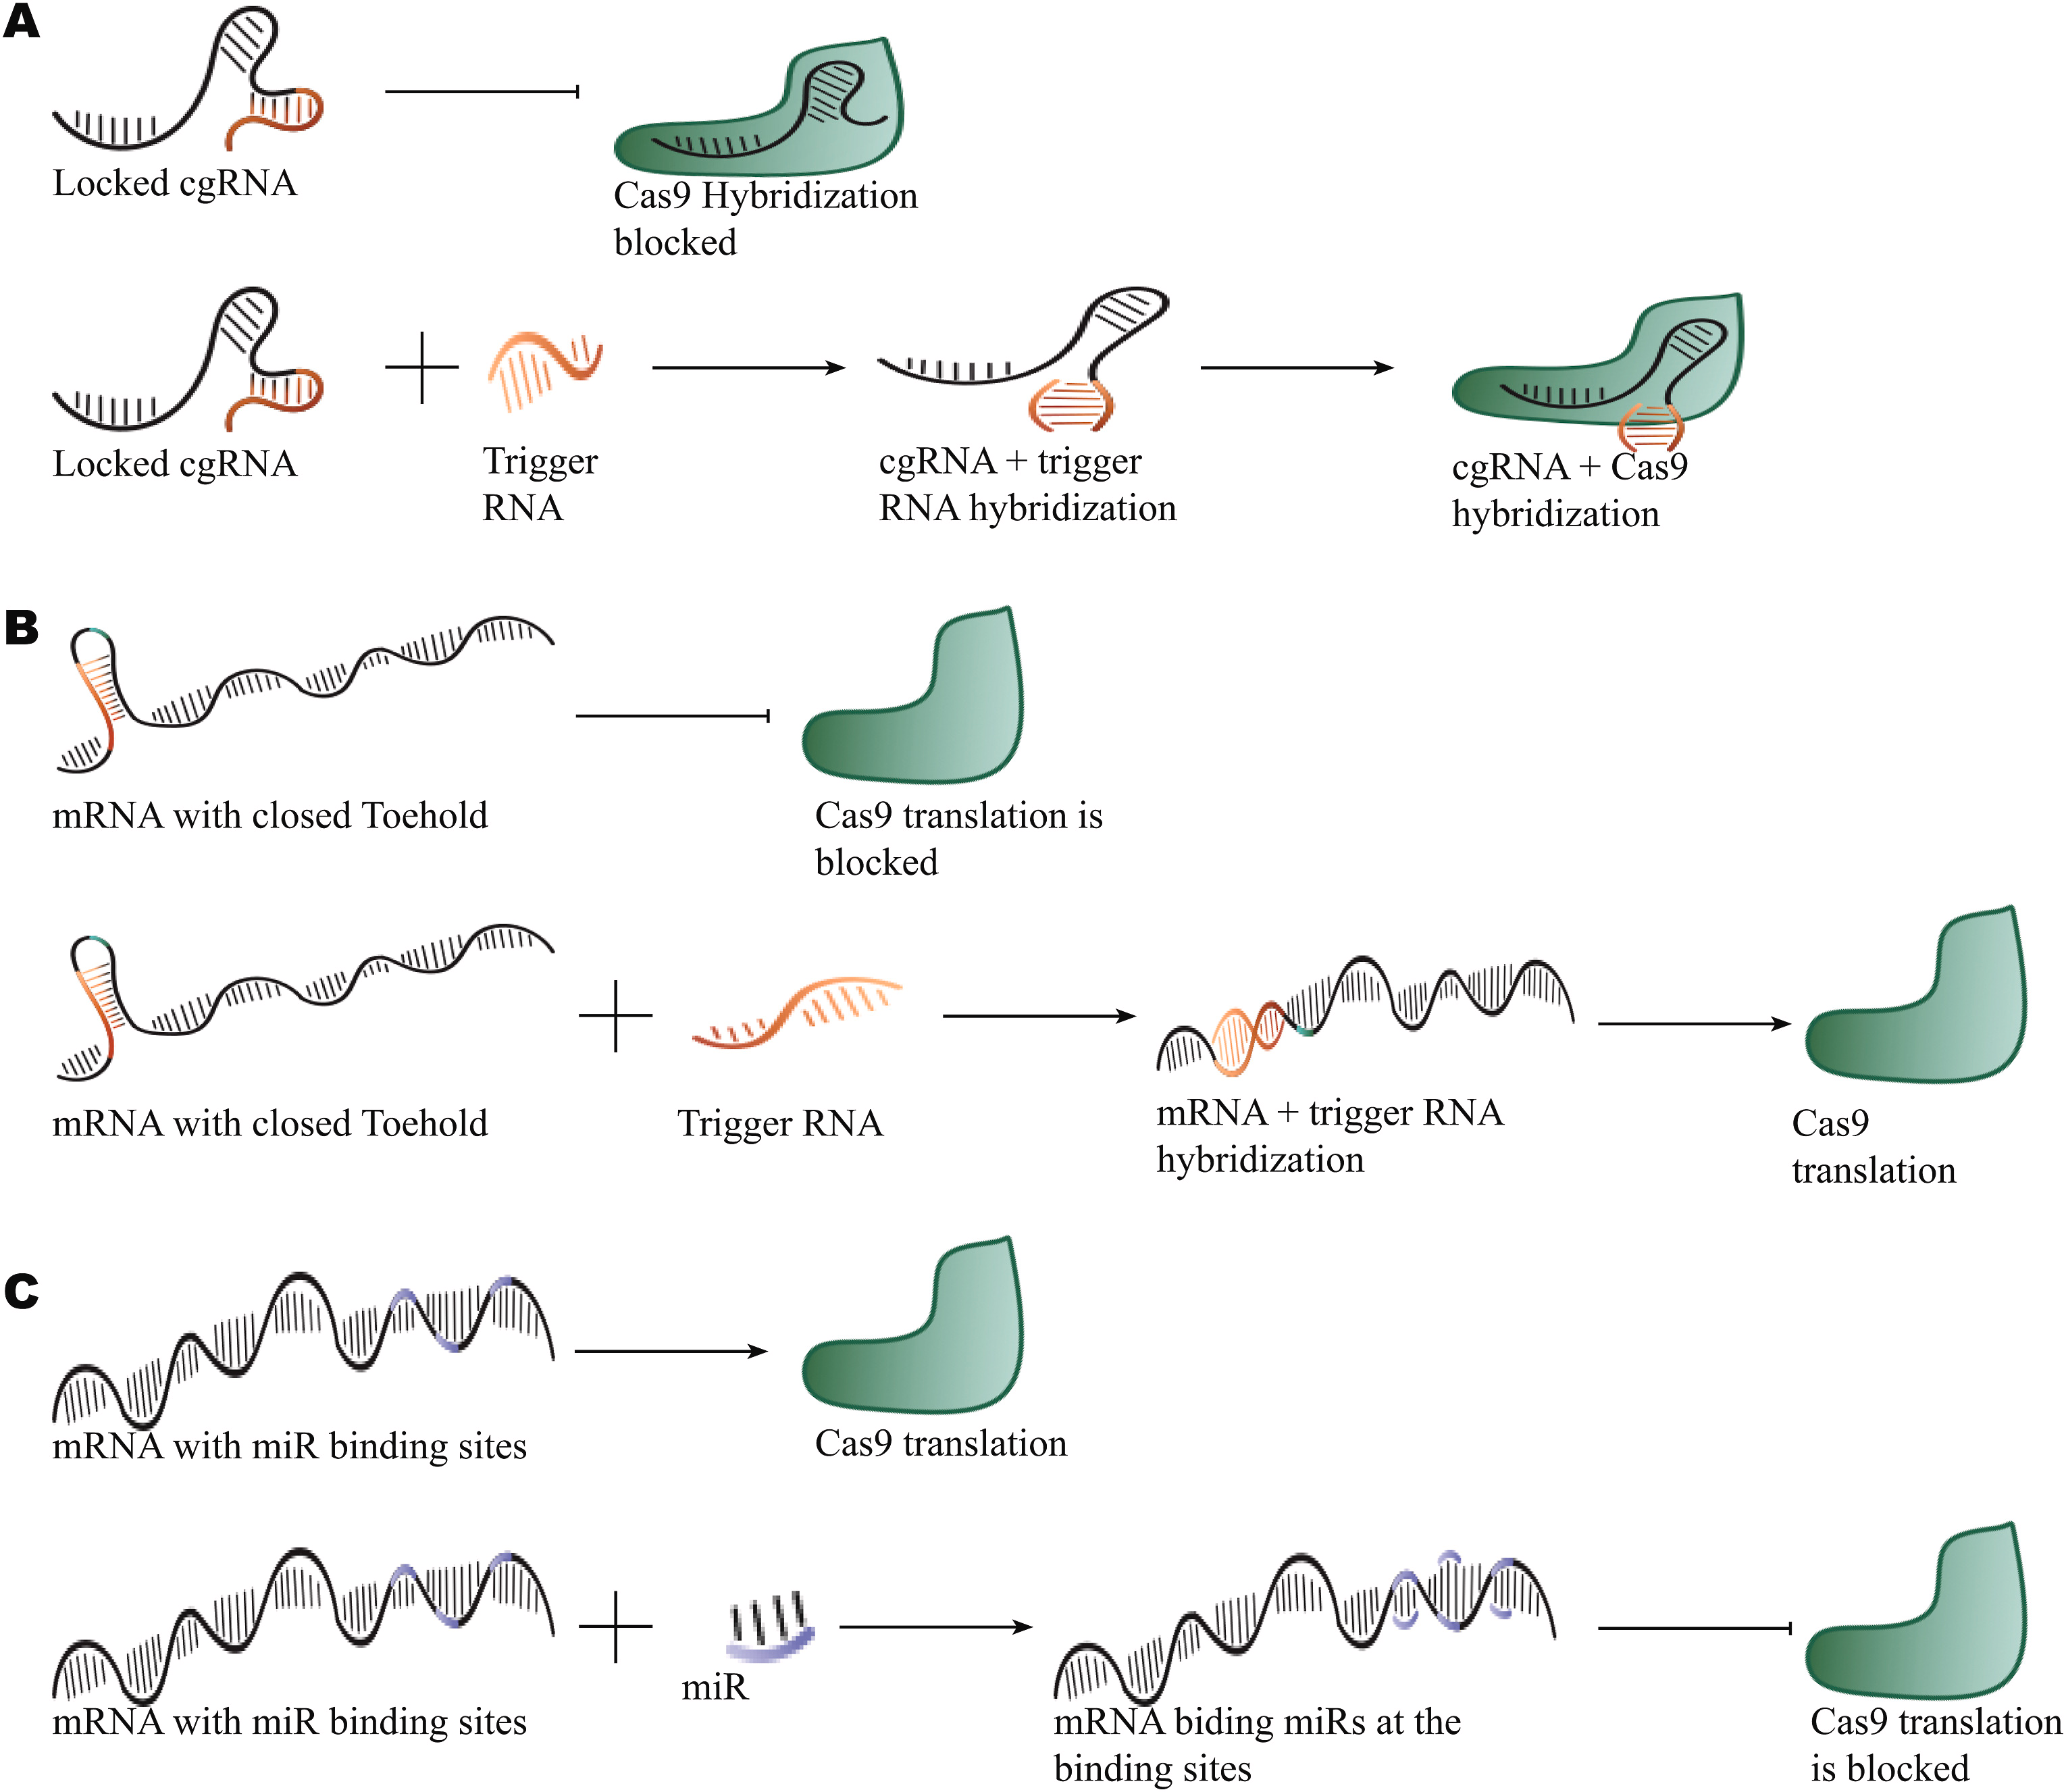 A
Locked cgRNA
Cas9 Hybridization
blocked
Locked cgRNA
Trigger
RNA
cgRNA + trigger
RNA hybridization
cgRNA + Cas9
hybridization
B
mRNA with closed Toehold
Cas9 translation is
blocked
mRNA with closed Toehold
Trigger RNA
mRNA + trigger RNA
hybridization
Cas9
translation
C
mRNA with miR binding sites
Cas9 translation
mRNA with miR binding sites
miR
mRNA biding miRs at the
binding sites
Cas9 translation
is blocked